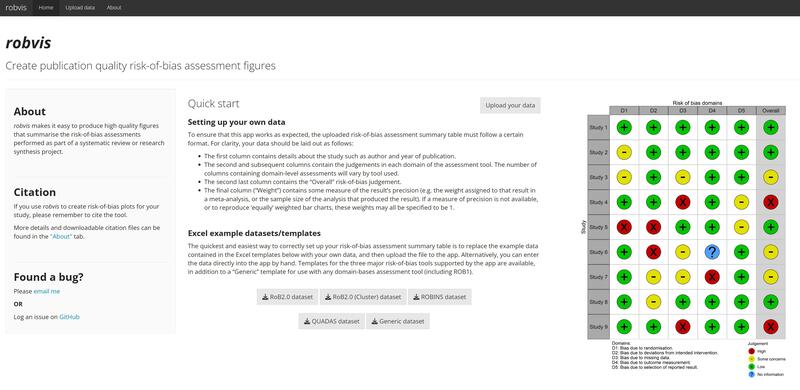 robvis Home Upload data About
robvis
Create publication quality risk-of-bias assessment figures
About
robvis makes it easy to produce high quality figures
that summarise the risk-of-bias assessments
performed as part of a systematic review or research
synthesis project.
Citation
If you use robvis to create risk-of-bias plots for your
study, please remember to cite the tool.
More details and downloadable citation files can be
found in the "About" tab.
Found a bug?
Please email me
OR
Log an issue on GitHub
Quick start
Upload your data
Setting up your own data
To ensure that this app works as expected, the uploaded risk-of-bias assessment summary table must follow a certain
format. For clarity, your data should be laid out as follows:
• The first column contains details about the study such as author and year of publication.
• The second and subsequent columns contain the judgements in each domain of the assessment tool. The number of
columns containing domain-level assessments will vary by tool used.
• The second last column contains the "Overall" risk-of-bias judgement.
• The final column ("Weight") contains some measure of the result's precision (e.g. the weight assigned to that result in
a meta-analysis, or the sample size of the analysis that produced the result). If a measure of precision is not available,
or to reproduce 'equally' weighted bar charts, these weights may all be specified to be 1.
Excel example datasets/templates
The quickest and easiest way to correctly set up your risk-of-bias assessment summary table is to replace the example data
contained in the Excel templates below with your own data, and then upload the file to the app. Alternatively, you can enter
the data directly into the app by hand. Templates for the three major risk-of-bias tools supported by the app are available,
in addition to a "Generic" template for use with any domain-bases assessment tool (including ROB1).
RoB2.0 dataset RoB2.0 (Cluster) dataset ROBINS dataset
QUADAS dataset Generic dataset
Risk of bias domains
D1 D2 D3 D4 D5 Overall
Study
Study 1 + + + + + +
Study 2 - + + + + +
Study 3 - + - + - -
Study 4 + + X + - X
Study 5 X X + + - X
Study 6 + X - ? + -
Study 7 + - - X + -
Study 8 + - + + + +
Study 9 + + X + + X
Domains:
D1: Bias due to randomisation.
D2: Bias due to deviations from intended intervention.
D3: Bias due to missing data.
D4: Bias due to outcome measurement.
D5: Bias due to selection of reported result.
Judgement
X High
- Some concerns
+ Low
? No information